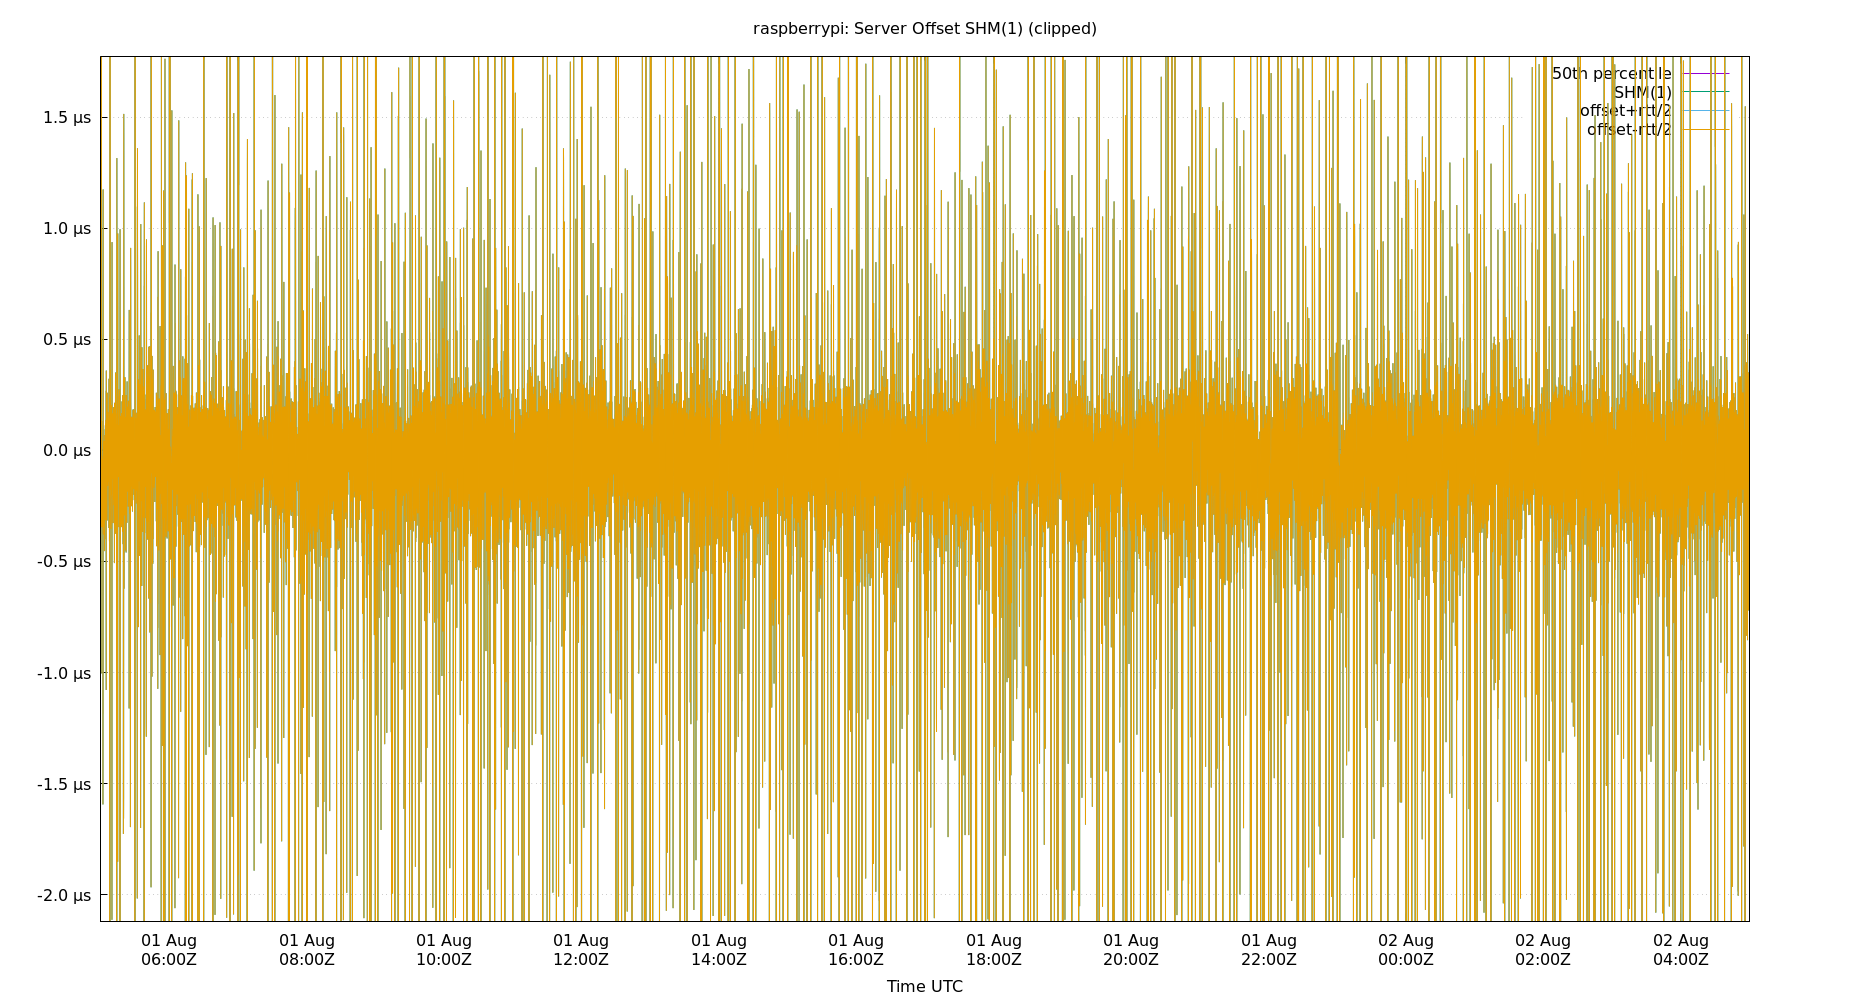 raspberrypi: Server Offset SHM(1) (clipped)
50th percentile
SHM(1)
offset+rtt/2
offset-rtt/2
1.5 µs
1.0 µs
0.5 µs
0.0 µs
-0.5 µs
-1.0 µs
-1.5 µs
-2.0 µs
01 Aug 01 Aug 01 Aug 01 Aug 01 Aug 01 Aug 01 Aug 01 Aug 01 Aug 02 Aug 02 Aug 02 Aug
06:00Z 08:00Z 10:00Z 12:00Z 14:00Z 16:00Z 18:00Z 20:00Z 22:00Z 00:00Z 02:00Z 04:00Z
Time UTC